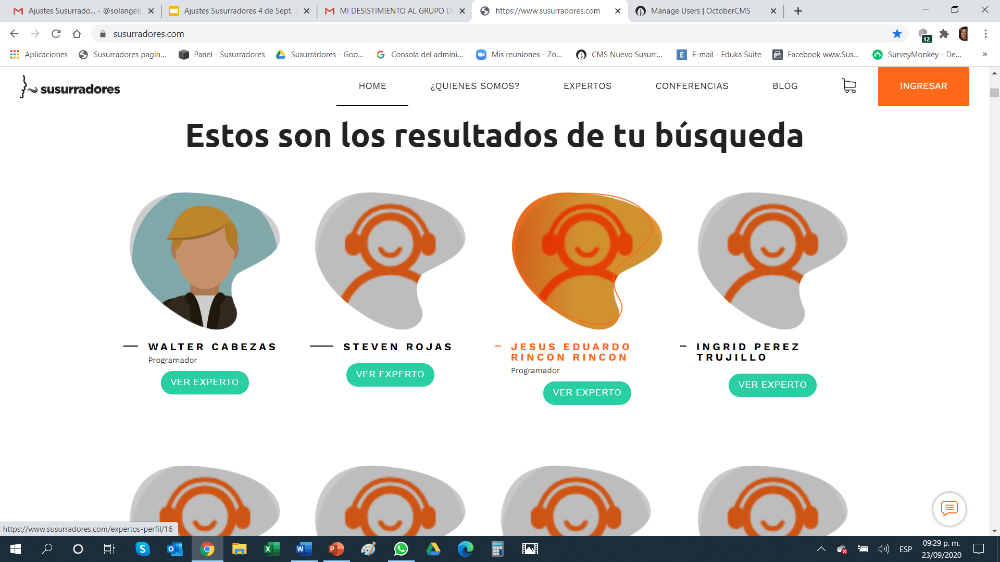 Ajustes Susurrado... - @solangelp
Ajustes Susurradores 4 de Sept. .p
MI DESISTIMIENTO AL GRUPO DE
https://www.susurradores.com
Manage Users | OctoberCMS
susurradores.com
12
Aplicaciones
Susurradores pagin...
Panel - Susurradores
Susurradores - Goo...
Consola del admini...
Mis reuniones - Zo...
CMS Nuevo Susurr...
E-mail - Eduka Suite
Facebook www.Sus...
SurveyMonkey - De...
»
susurradores
HOME
¿QUIENES SOMOS?
EXPERTOS
CONFERENCIAS
BLOG
INGRESAR
Estos son los resultados de tu búsqueda
WALTER CABEZAS
Programador
VER EXPERTO
STEVEN ROJAS
VER EXPERTO
JESUS EDUARDO
RINCON RINCON
Programador
VER EXPERTO
INGRID PEREZ
TRUJILLO
VER EXPERTO
https://www.susurradores.com/expertos-perfil/16
ESP
09:29 p. m.
23/09/2020